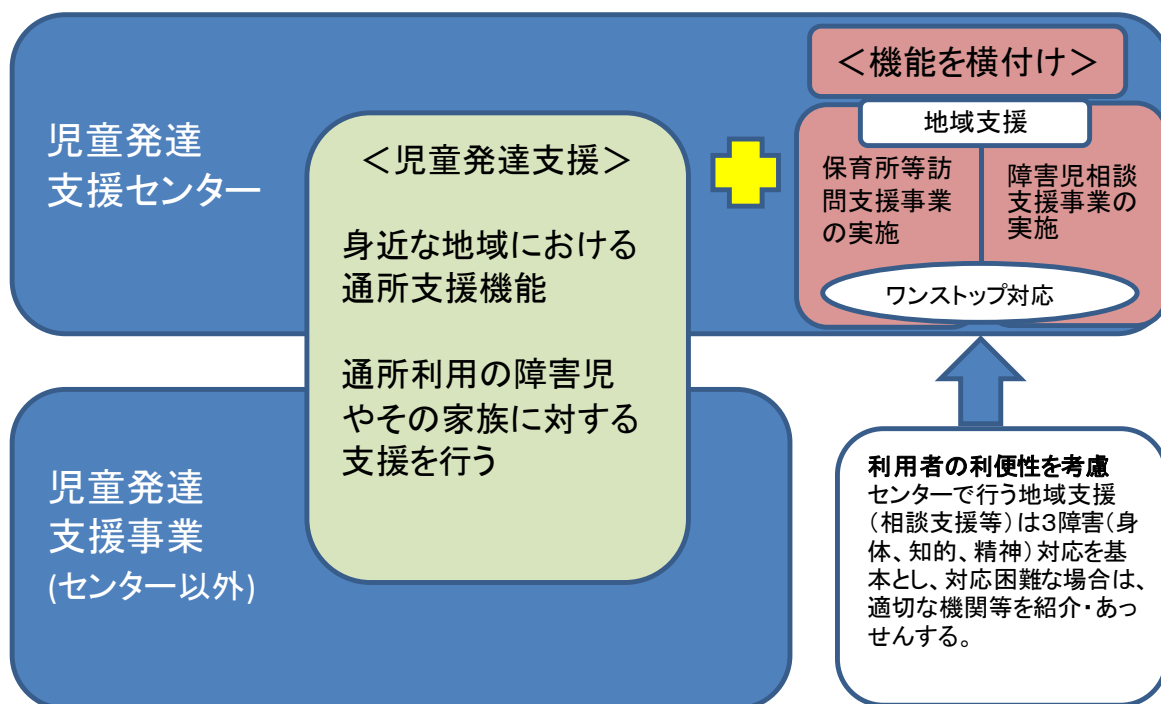 児童発達
支援センター
＜児童発達支援＞
身近な地域における
通所支援機能
通所利用の障害児
やその家族に対する
支援を行う
＜機能を横付け＞
地域支援
保育所等訪
問支援事業
の実施
障害児相談
支援事業の
実施
ワンストップ対応
児童発達
支援事業
(センター以外)
利用者の利便性を考慮
センターで行う地域支援
（相談支援等）は３障害（身
体、知的、精神）対応を基
本とし、対応困難な場合は、
適切な機関等を紹介・あっ
せんする。